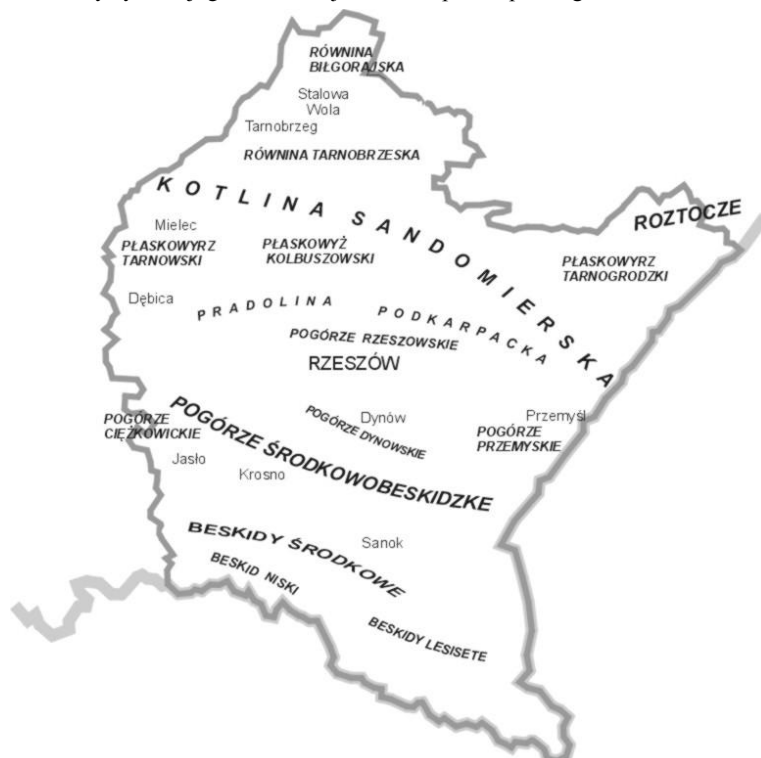 RÓWNINA
BIŁGORAJSKA
Stalowa
Wola
Tarnobrzeg
RÓWNINA TARNOBRZESKA
KOTLINA SANDOMIERSKA
ROZTOCZE
Mielec
PŁASKOWYRZ
TARNOWSKI
PŁASKOWYŻ
KOLBUSZOWSKI
PŁASKOWYRZ
TARNOGRODZKI
Dębica
PRADOLINA PODKARPACKA
POGÓRZE RZESZOWSKIE
RZESZÓW
POGÓRZE
CIĘŻKOWICKIE
POGÓRZE ŚRODKOWOBESKIDZKE
POGÓRZE DYNOWSKIE
Dynów
Przemyśl
POGÓRZE
PRZEMYSKIE
Jasło
Krosno
BESKIDY ŚRODKOWE
Sanok
BESKID NISKI
BESKIDY LESISETE